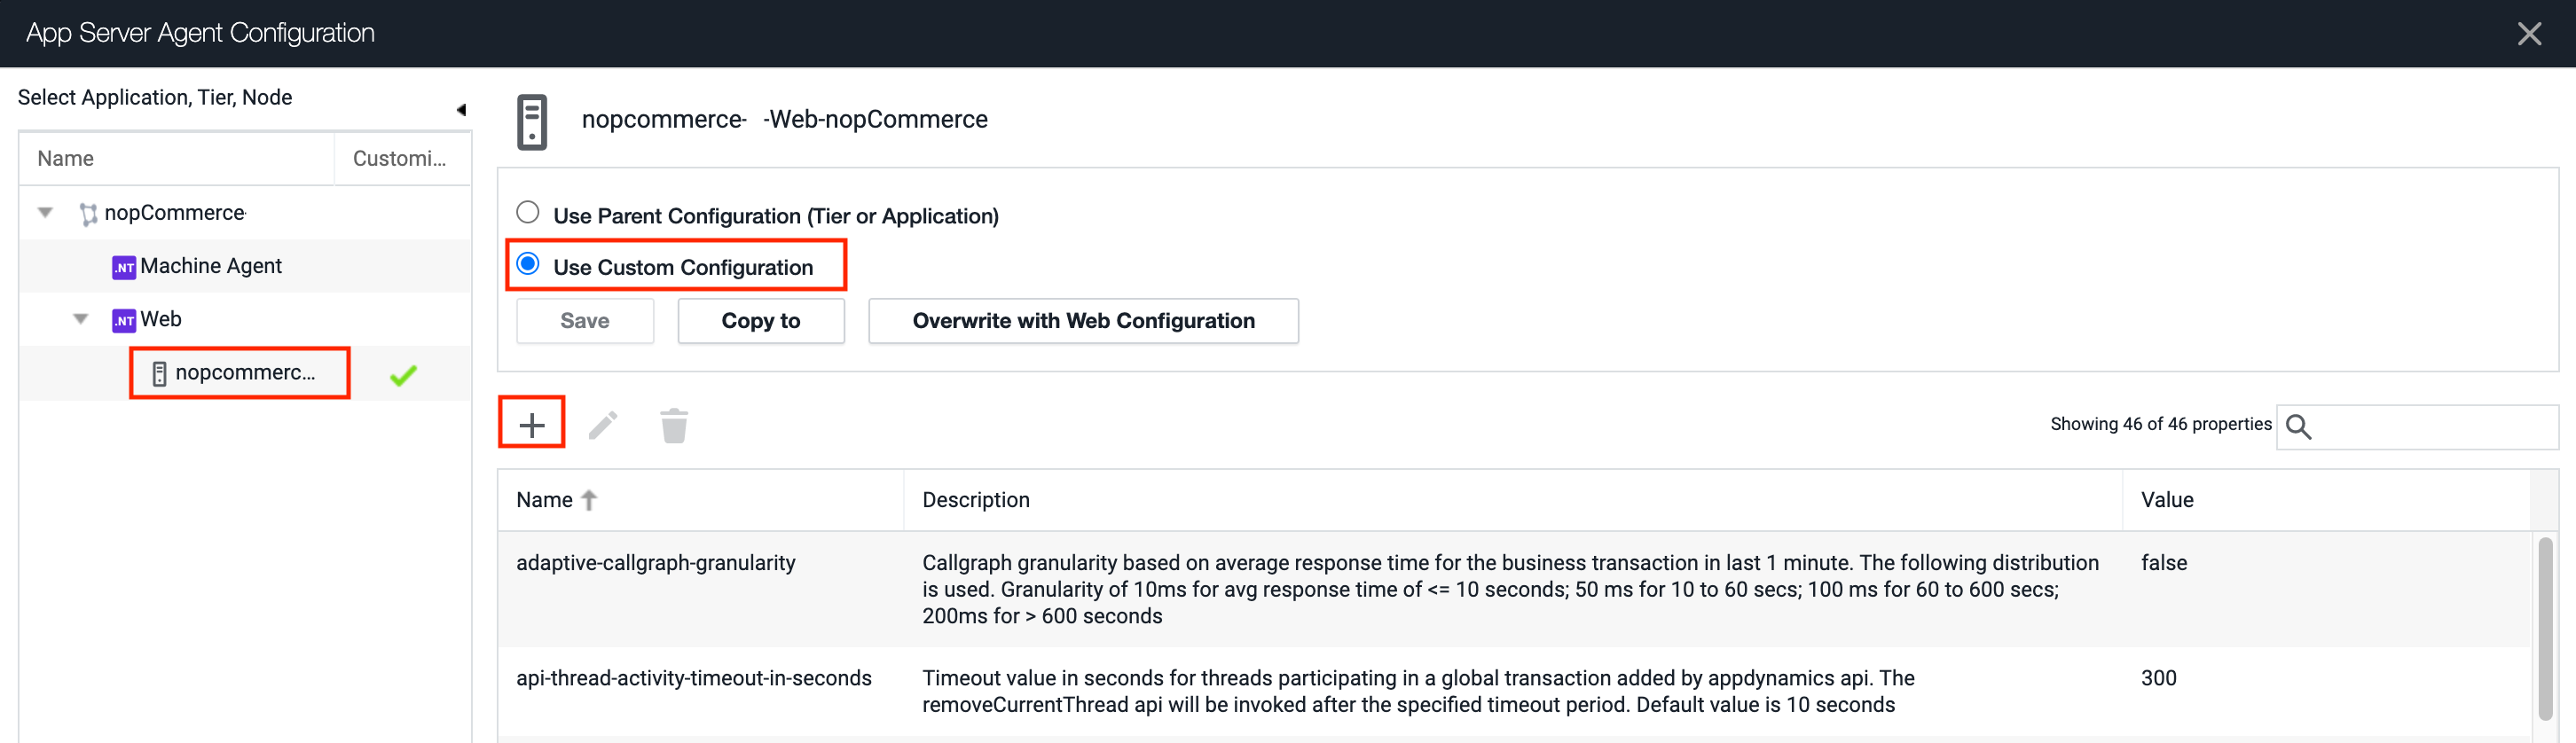 App Server Agent Configuration
Select Application, Tier, Node
Name Customi...
nopCommerce
.NT Machine Agent
.NT Web
nopcommerc...
nopcommerce- -Web-nopCommerce
Use Parent Configuration (Tier or Application)
Use Custom Configuration
Save Copy to Overwrite with Web Configuration
Showing 46 of 46 properties
Name Description Value
adaptive-callgraph-granularity Callgraph granularity based on average response time for the business transaction in last 1 minute. The following distribution false
is used. Granularity of 10ms for avg response time of <= 10 seconds; 50 ms for 10 to 60 secs; 100 ms for 60 to 600 secs;
200ms for > 600 seconds
api-thread-activity-timeout-in-seconds Timeout value in seconds for threads participating in a global transaction added by appdynamics api. The 300
removeCurrentThread api will be invoked after the specified timeout period. Default value is 10 seconds